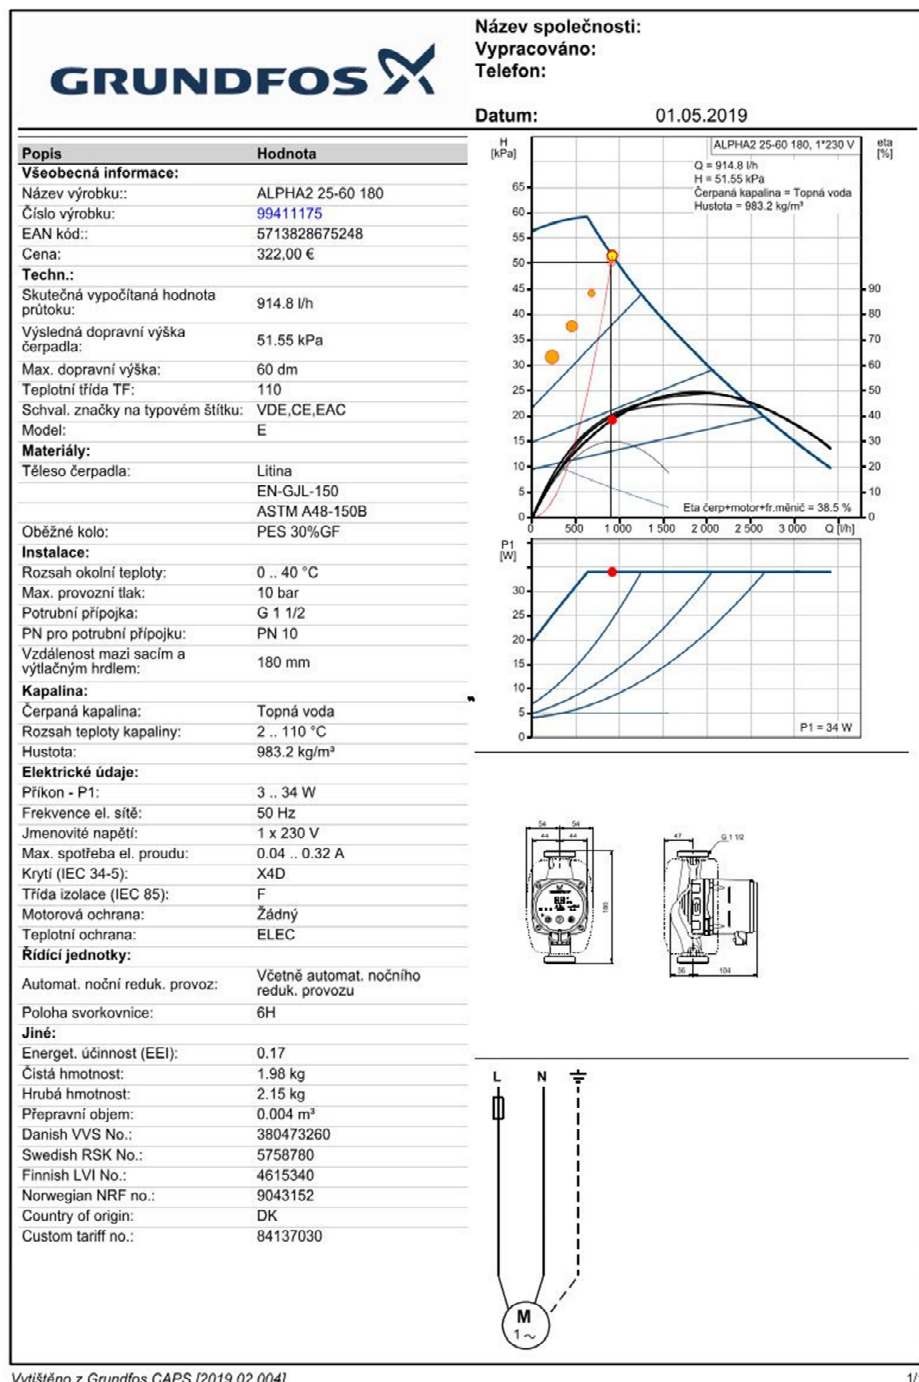 GRUNDFOS
Název společnosti:
Vypracováno:
Telefon:
Datum: 01.05.2019
Popis Hodnota
Všeobecná informace:
Název výrobku:: ALPHA2 25-60 180
Číslo výrobku: 99411175
EAN kód:: 5713828675248
Cena: 322,00 €
Techn.:
Skutečná vypočítaná hodnota
průtoku: 914.8 l/h
Výsledná dopravní výška
čerpadla: 51.55 kPa
Max. dopravní výška: 60 dm
Teplotní třída TF: 110
Schval. značky na typovém štítku: VDE,CE,EAC
Model: E
Materiály:
Těleso čerpadla: Litina
EN-GJL-150
ASTM A48-150B
Oběžné kolo: PES 30%GF
Instalace:
Rozsah okolní teploty: 0 .. 40 °C
Max. provozní tlak: 10 bar
Potrubní přípojka: G 1 1/2
PN pro potrubní přípojku: PN 10
Vzdálenost mazi sacím a
výtlačným hrdlem: 180 mm
Kapalina:
Čerpaná kapalina: Topná voda
Rozsah teploty kapaliny: 2 .. 110 °C
Hustota: 983.2 kg/m³
Elektrické údaje:
Příkon - P1: 3 .. 34 W
Frekvence el. sítě: 50 Hz
Jmenovité napětí: 1 x 230 V
Max. spotřeba el. proudu: 0.04 .. 0.32 A
Krytí (IEC 34-5): X4D
Třída izolace (IEC 85): F
Motorová ochrana: Žádný
Teplotní ochrana: ELEC
Řídící jednotky:
Automat. noční reduk. provoz: Včetně automat. nočního
reduk. provozu
Poloha svorkovnice: 6H
Jiné:
Energet. účinnost (EEI): 0.17
Čistá hmotnost: 1.98 kg
Hrubá hmotnost: 2.15 kg
Přepravní objem: 0.004 m³
Danish VVS No.: 380473260
Swedish RSK No.: 5758780
Finnish LVI No.: 4615340
Norwegian NRF no.: 9043152
Country of origin: DK
Custom tariff no.: 84137030
H
[kPa]
ALPHA2 25-60 180, 1*230 V
eta
[%]
Q = 914.8 l/h
H = 51.55 kPa
Čerpaná kapalina = Topná voda
Hustota = 983.2 kg/m³
65
60
55
50
45
40
35
30
25
20
15
10
5
0
90
80
70
60
50
40
30
20
10
0
Eta čerp+motor+fr.měnič = 38.5 %
0 500 1 000 1 500 2 000 2 500 3 000 Q [l/h]
P1
[W]
30
25
20
15
10
5
0
P1 = 34 W
54 54
44 44
180
47
G 1 1/2
36 104
L N
M
1 ~
Vytištěno z Grundfos CAPS [2019.02.004]
1/